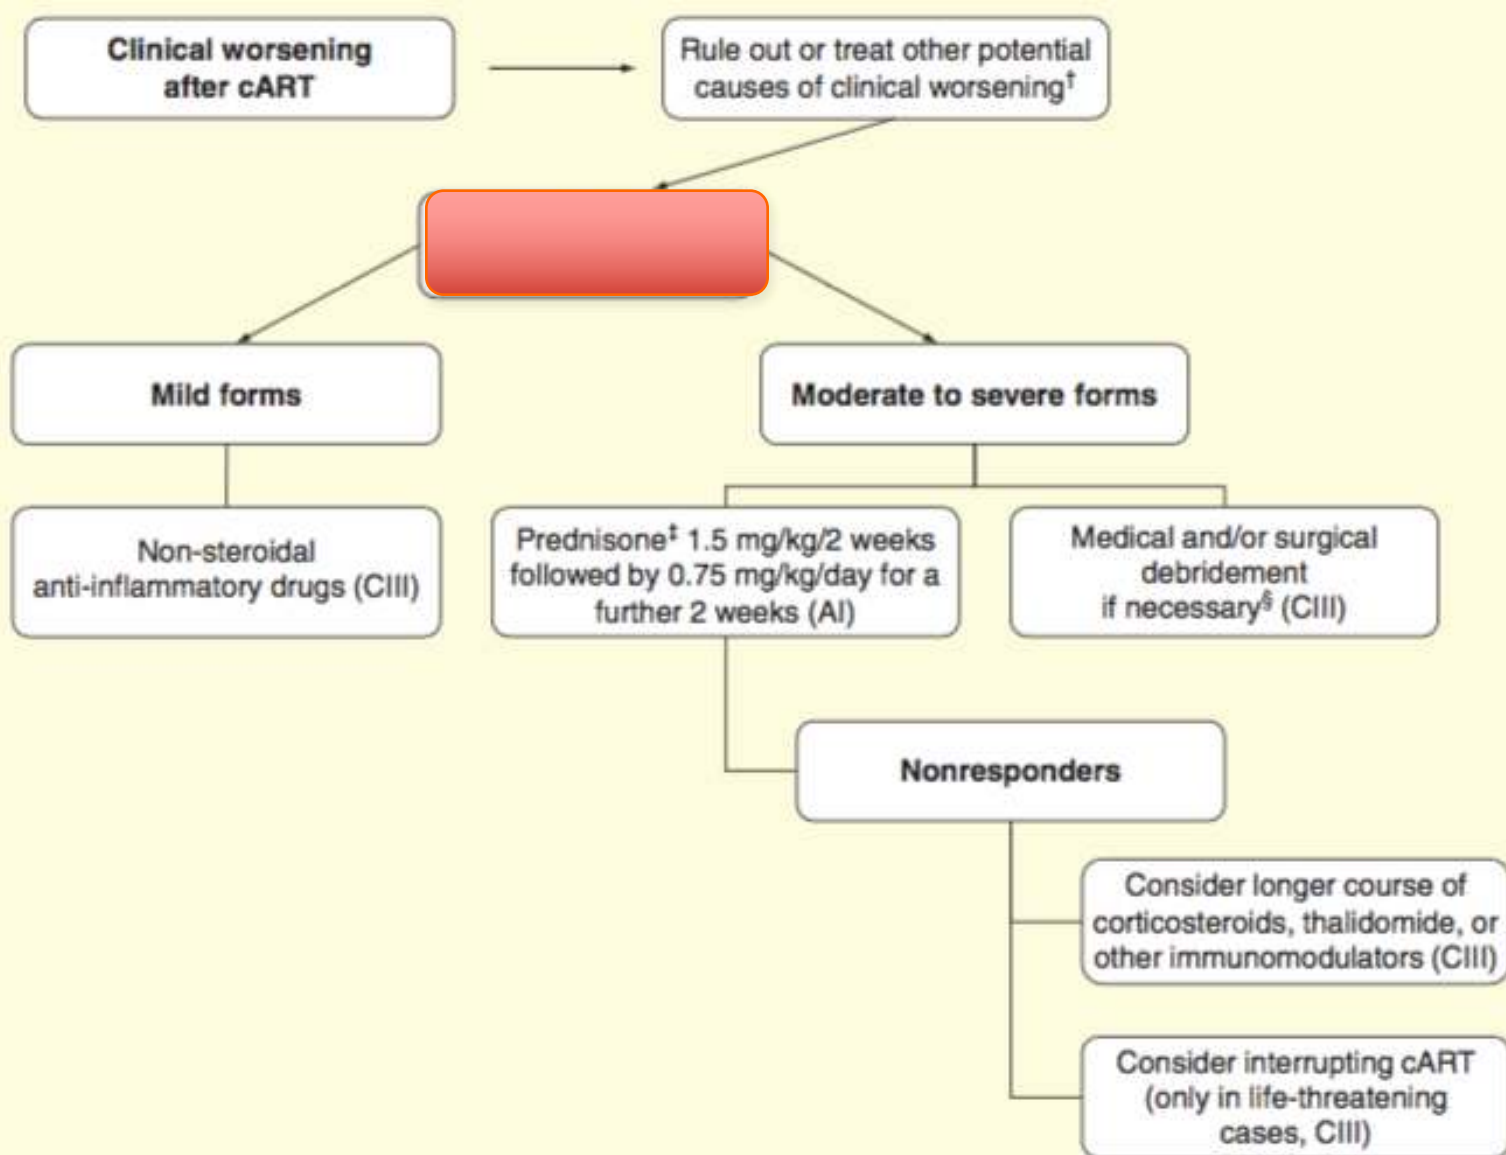 Clinical worsening
after cART
Rule out or treat other potential
causes of clinical worsening†
Mild forms
Moderate to severe forms
Non-steroidal
anti-inflammatory drugs (CIII)
Prednisone‡ 1.5 mg/kg/2 weeks
followed by 0.75 mg/kg/day for a
further 2 weeks (AI)
Medical and/or surgical
debridement
if necessary§ (CIII)
Nonresponders
Consider longer course of
corticosteroids, thalidomide, or
other immunomodulators (CIII)
Consider interrupting cART
(only in life-threatening
cases, CIII)